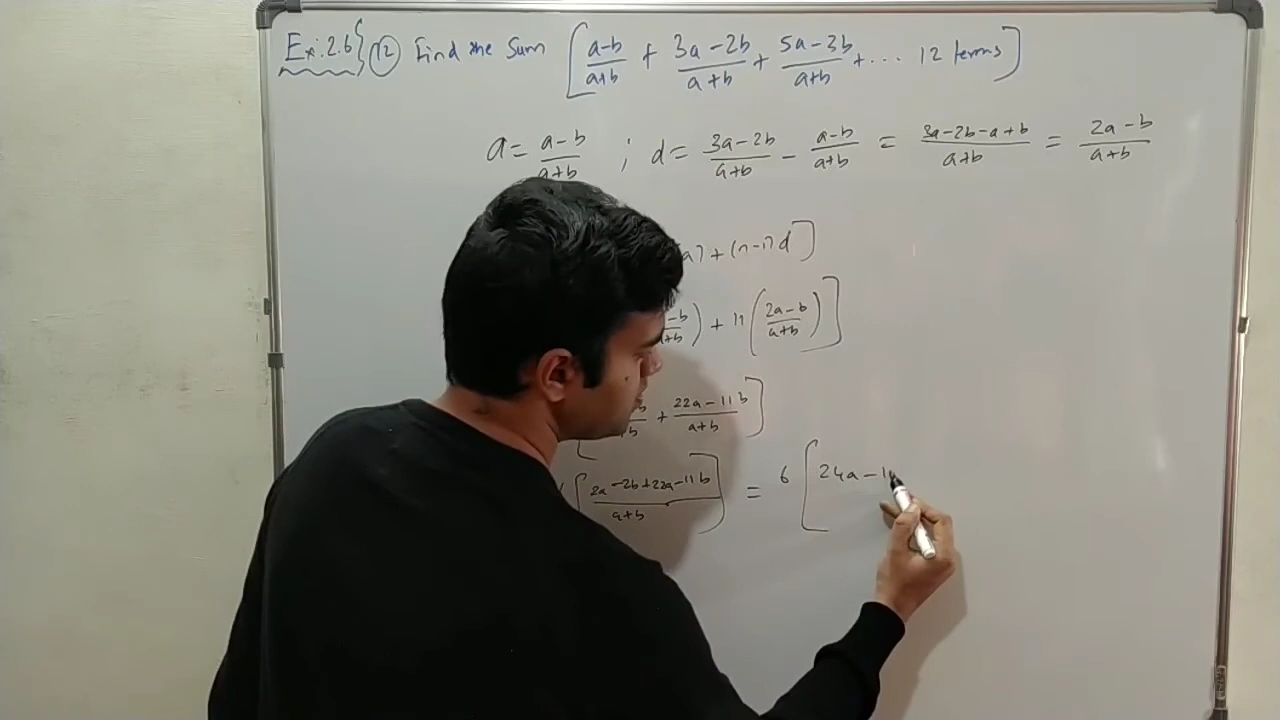 Ex:2.6} (12) Find the Sum [(a-b)/(a+b) + (3a-2b)/(a+b) + (5a-3b)/(a+b) + ... 12 terms]
a = (a-b)/(a+b) ; d = (3a-2b)/(a+b) - (a-b)/(a+b) = (3a-2b-a+b)/(a+b) = (2a-b)/(a+b)
+ (n-1)d]
-b/a+b) + 11 ((2a-b)/(a+b))]
[ b/+b + (22a-11b)/(a+b)]
[(2a-2b+22a-11b)/(a+b)] = 6 [24a-1